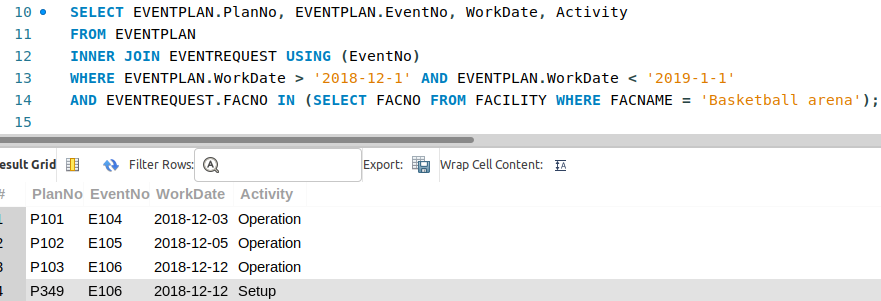 10 SELECT EVENTPLAN.PlanNo, EVENTPLAN.EventNo, WorkDate, Activity
11 FROM EVENTPLAN
12 INNER JOIN EVENTREQUEST USING (EventNo)
13 WHERE EVENTPLAN.WorkDate > '2018-12-1' AND EVENTPLAN.WorkDate < '2019-1-1'
14 AND EVENTREQUEST.FACNO IN (SELECT FACNO FROM FACILITY WHERE FACNAME = 'Basketball arena');
15
esult Grid Filter Rows: Export: Wrap Cell Content:
# PlanNo EventNo WorkDate Activity
1 P101 E104 2018-12-03 Operation
2 P102 E105 2018-12-05 Operation
3 P103 E106 2018-12-12 Operation
4 P349 E106 2018-12-12 Setup